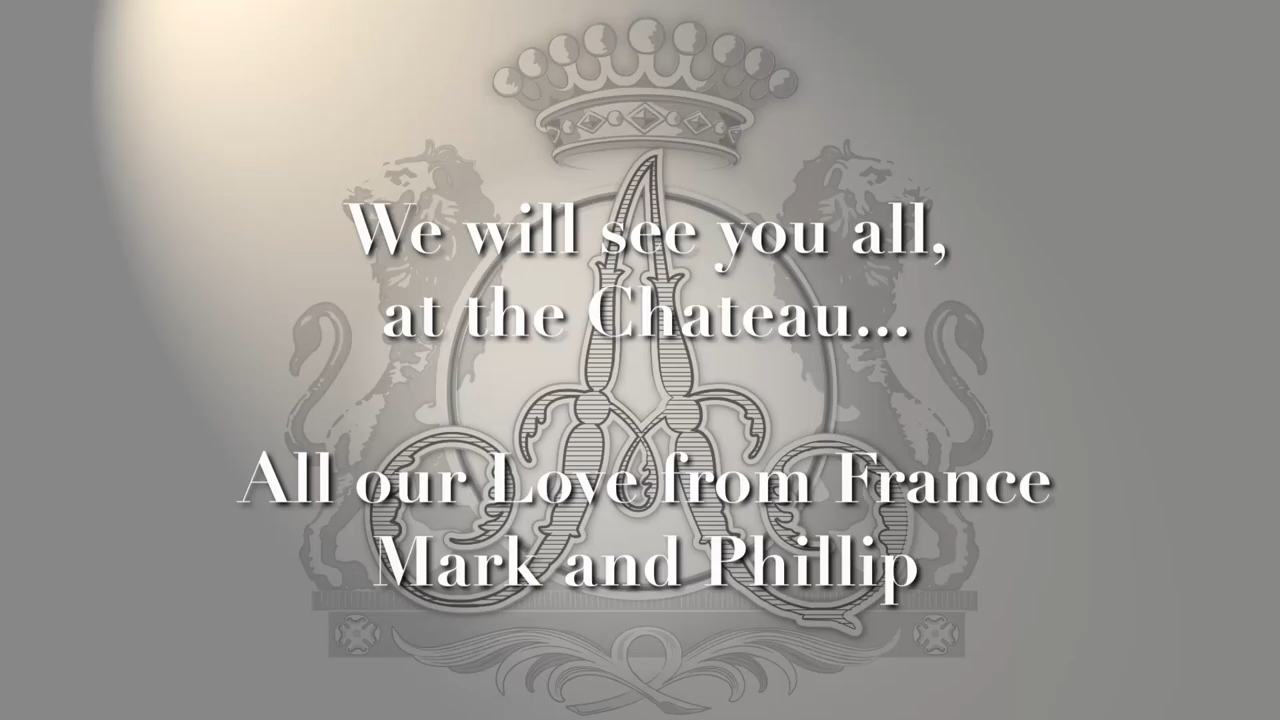 We will see you all,
at the Chateau...
All our Love from France
Mark and Phillip